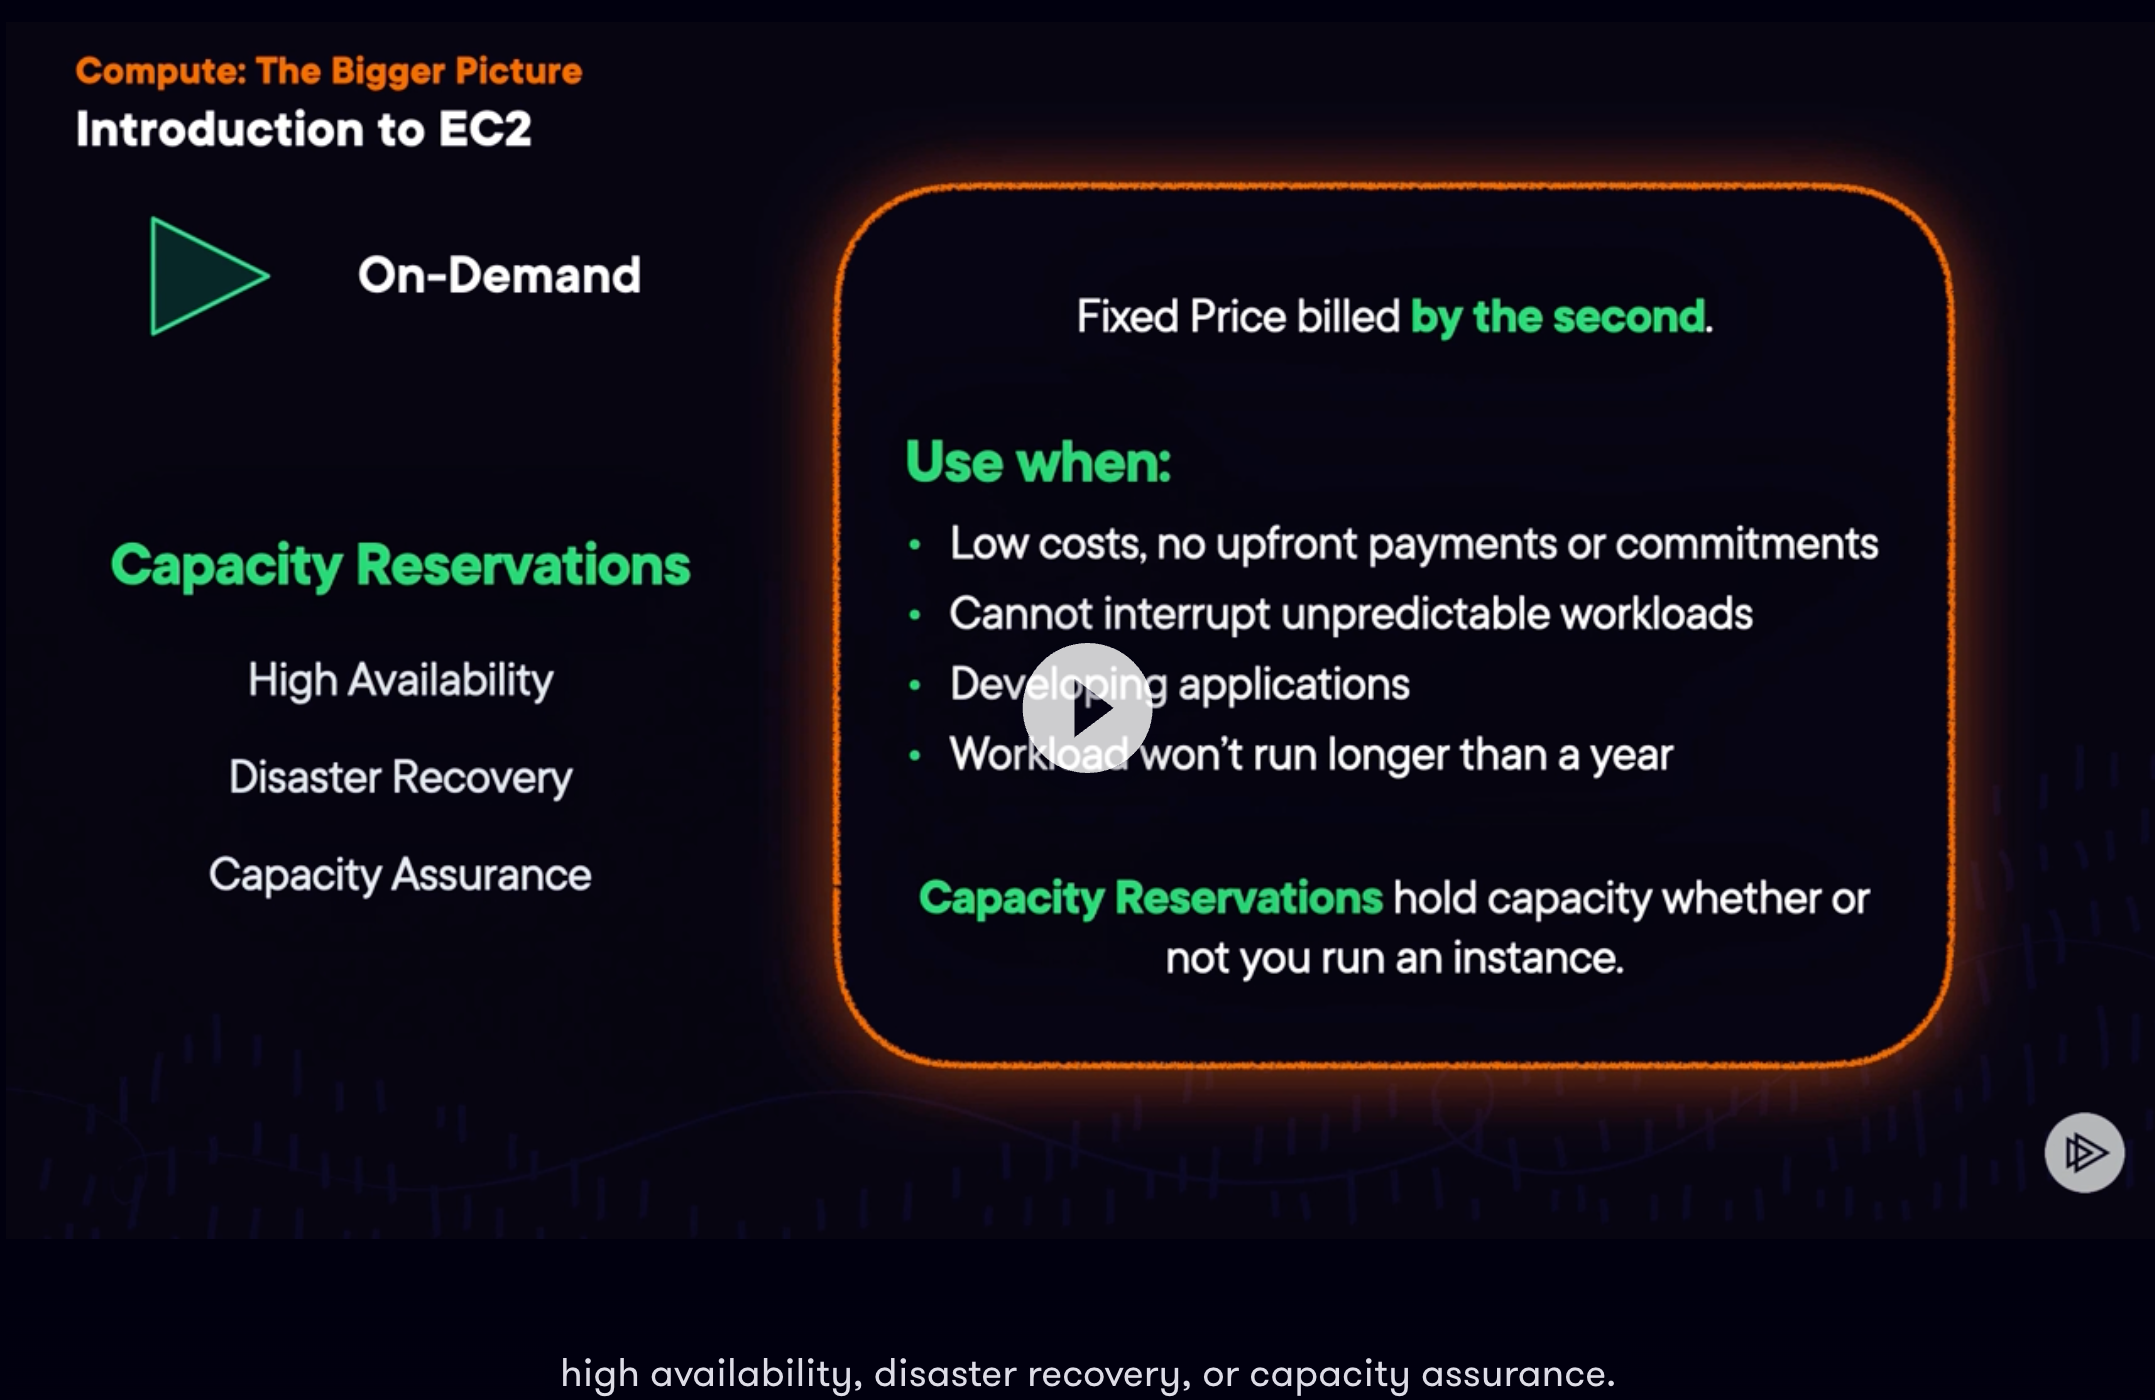 Compute: The Bigger Picture
Introduction to EC2
On-Demand
Capacity Reservations
High Availability
Disaster Recovery
Capacity Assurance
Fixed Price billed by the second.
Use when:
• Low costs, no upfront payments or commitments
• Cannot interrupt unpredictable workloads
• Developing applications
• Workload won't run longer than a year
Capacity Reservations hold capacity whether or
not you run an instance.
high availability, disaster recovery, or capacity assurance.